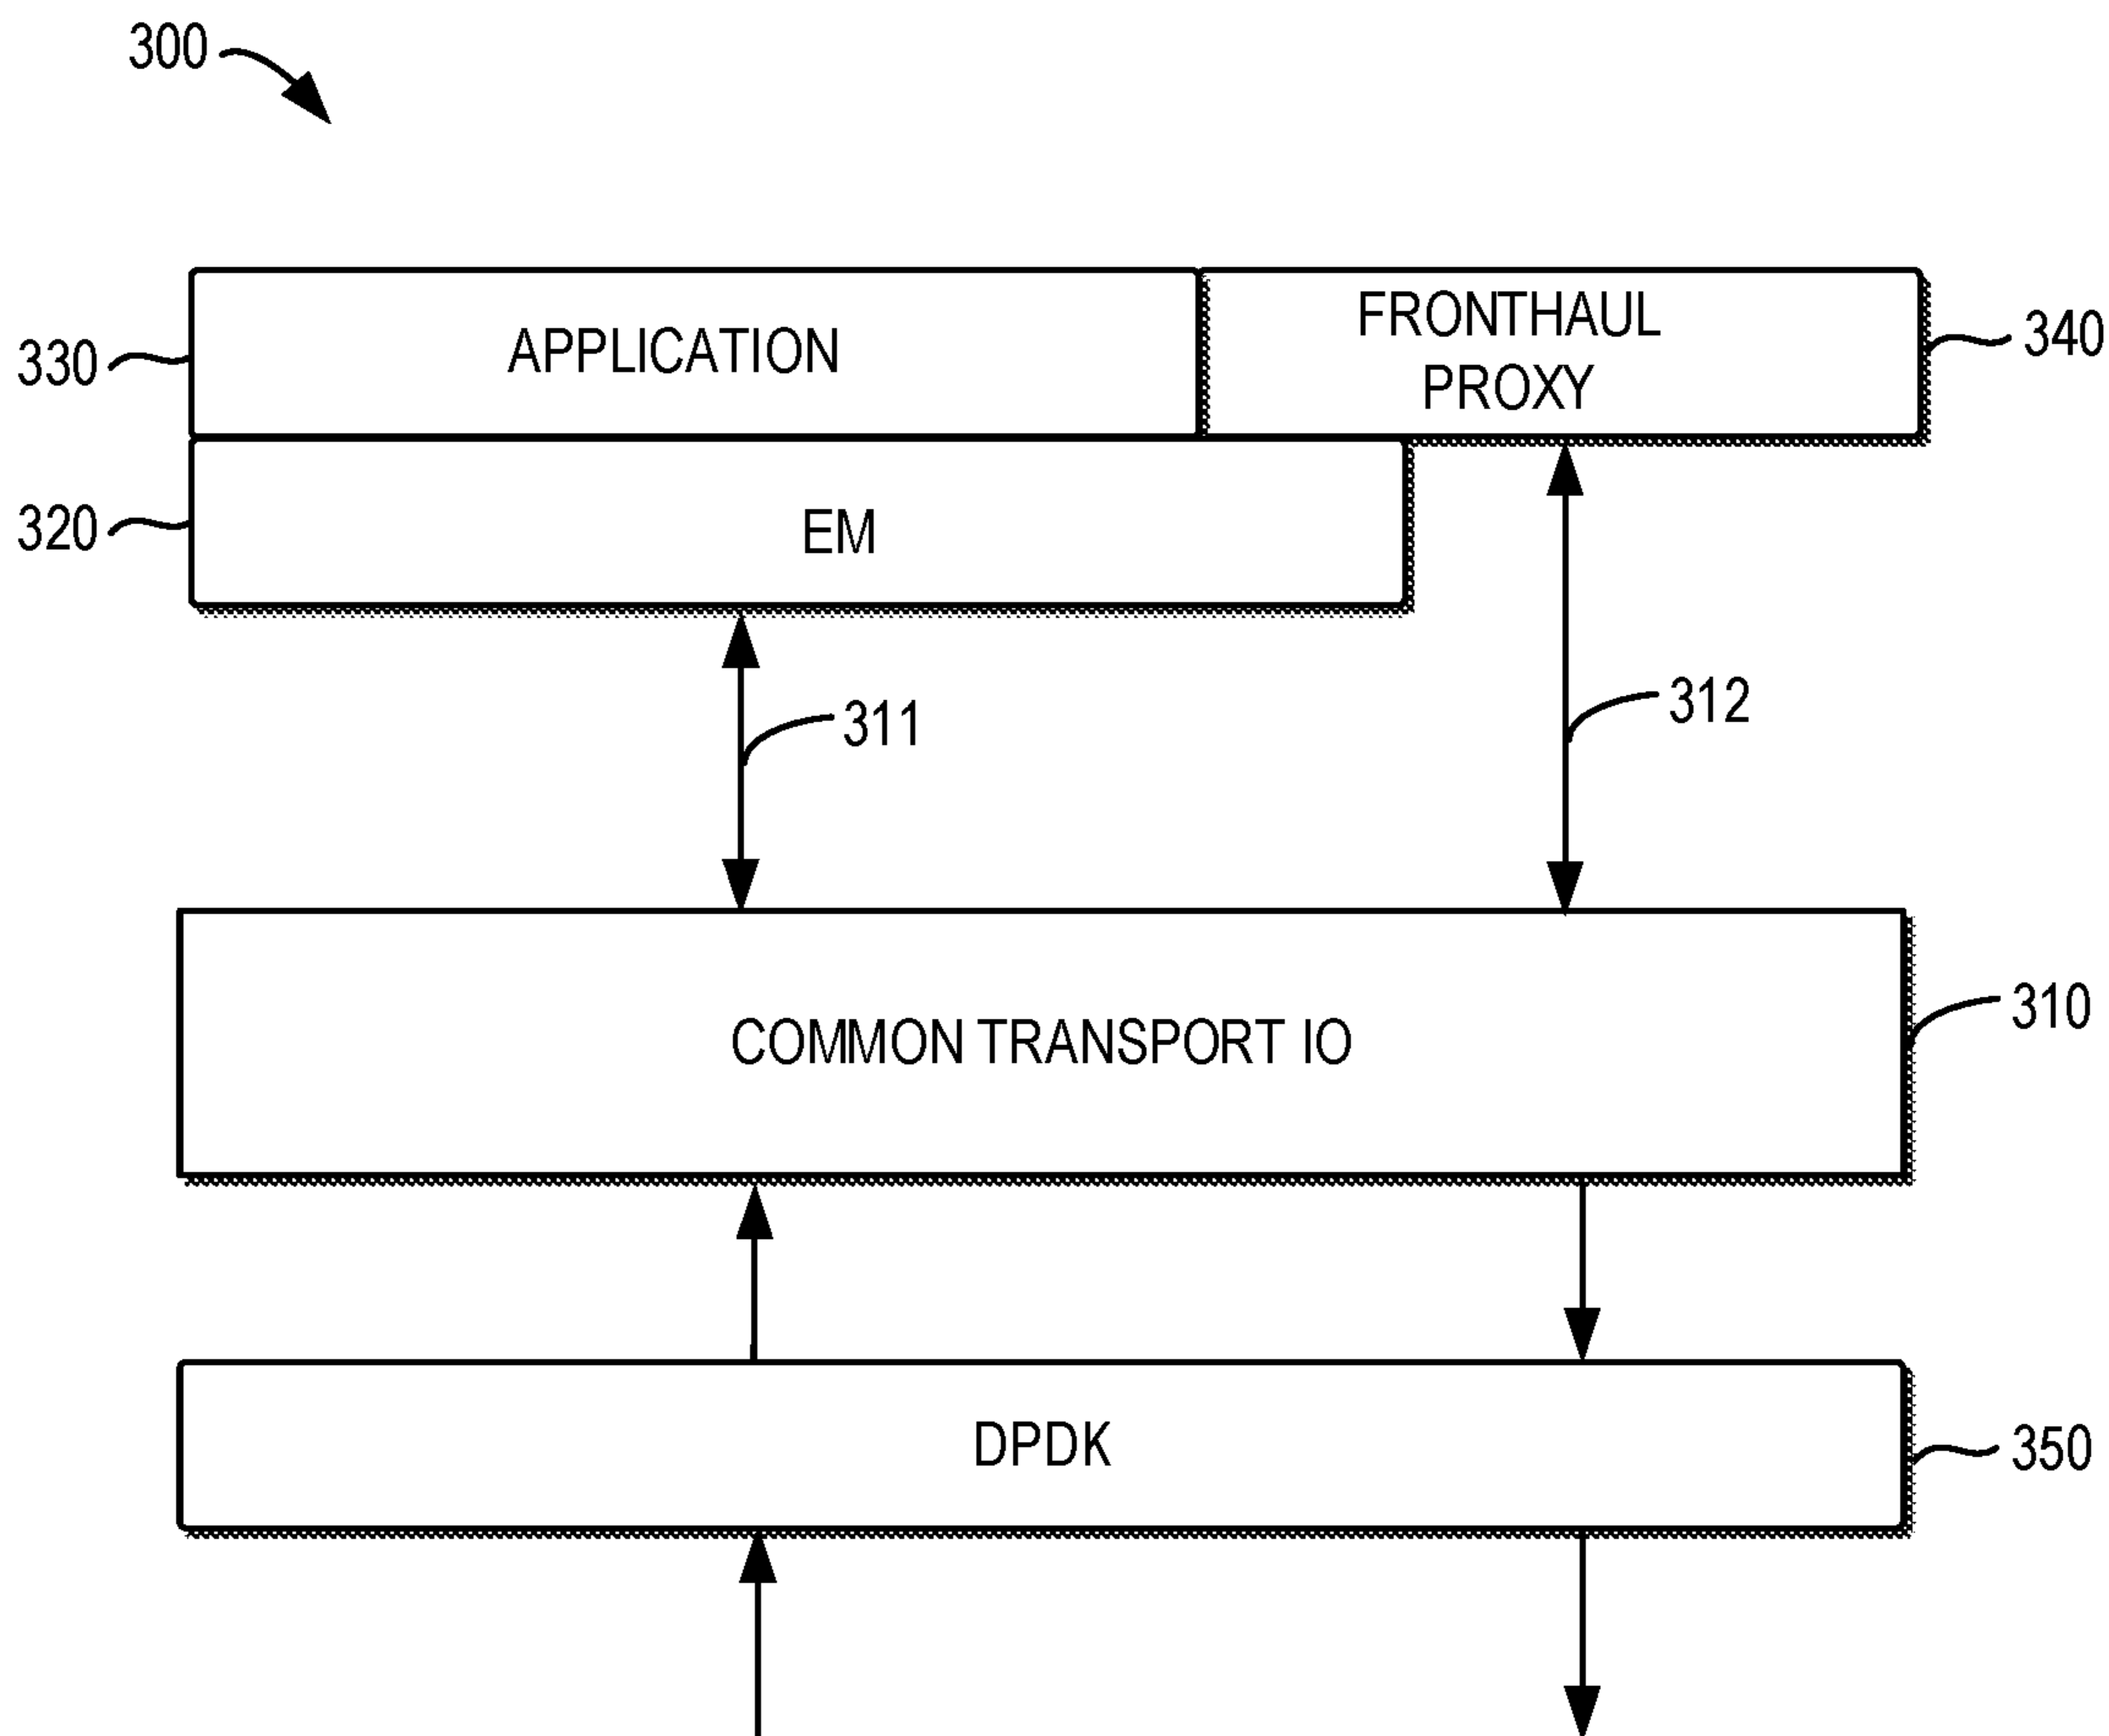 300
APPLICATION
FRONTHAUL
PROXY
330
340
320
EM
311
312
COMMON TRANSPORT IO
310
DPDK
350